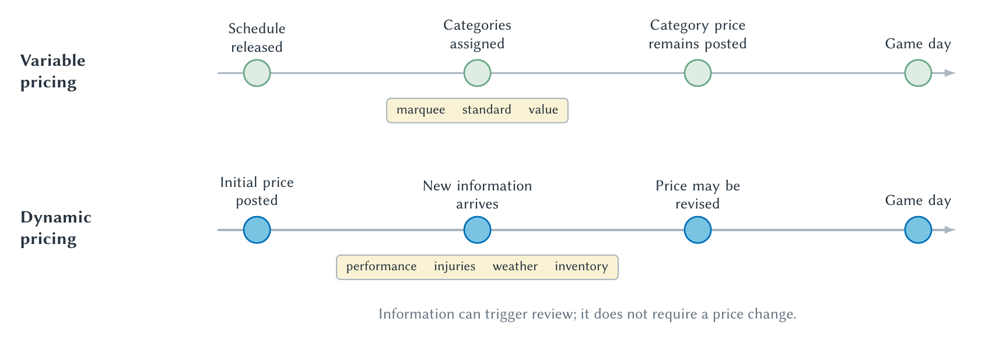 Variable
pricing
Schedule
released
Categories
assigned
Category price
remains posted
Game day
marquee standard value
Dynamic
pricing
Initial price
posted
New information
arrives
Price may be
revised
Game day
performance injuries weather inventory
Information can trigger review; it does not require a price change.